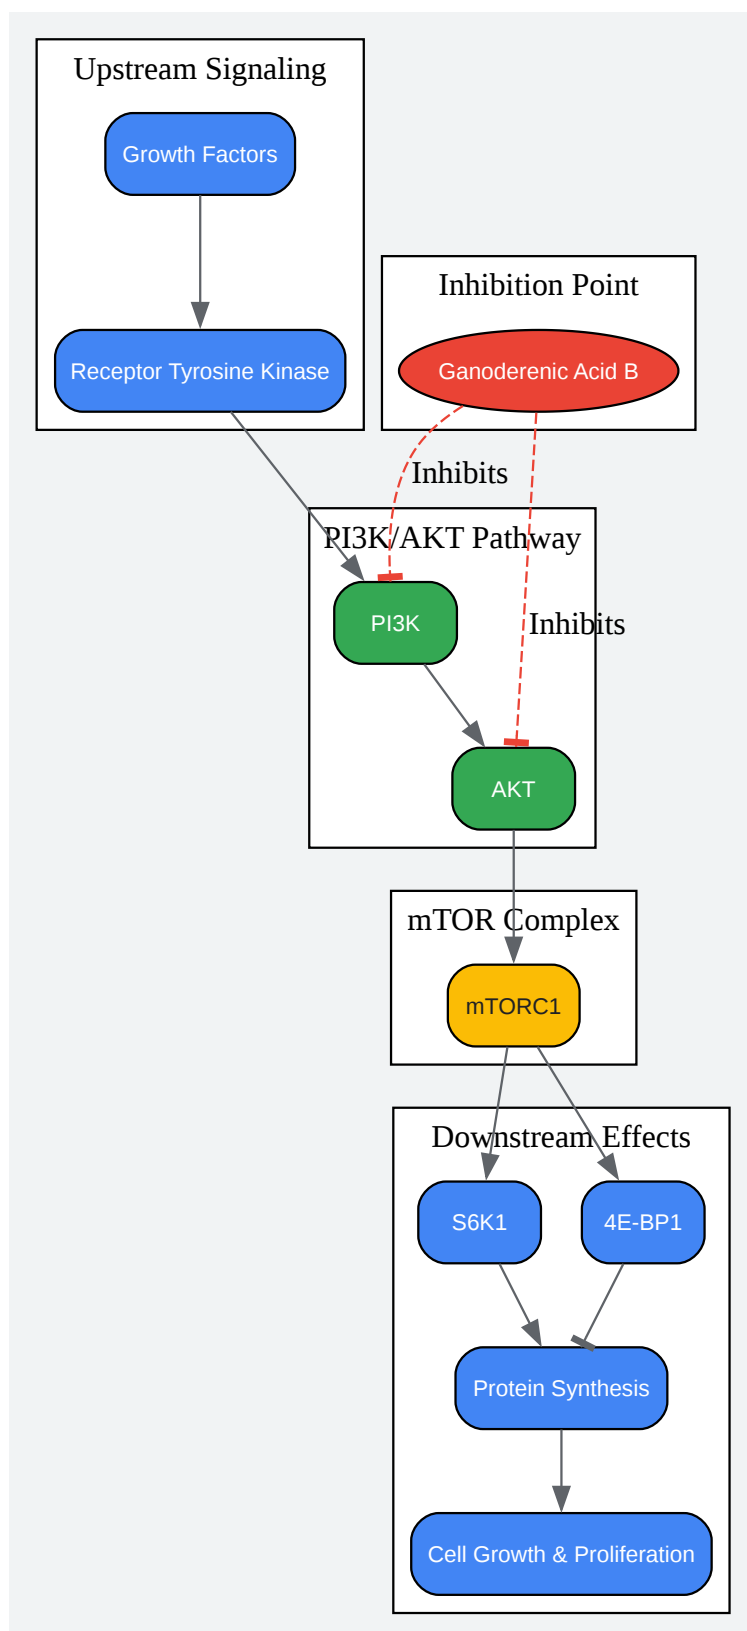 Upstream Signaling
Growth Factors
Receptor Tyrosine Kinase
Inhibition Point
Ganoderenic Acid B
Inhibits
PI3K/AKT Pathway
PI3K
Inhibits
AKT
mTOR Complex
mTORC1
Downstream Effects
S6K1
4E-BP1
Protein Synthesis
Cell Growth & Proliferation